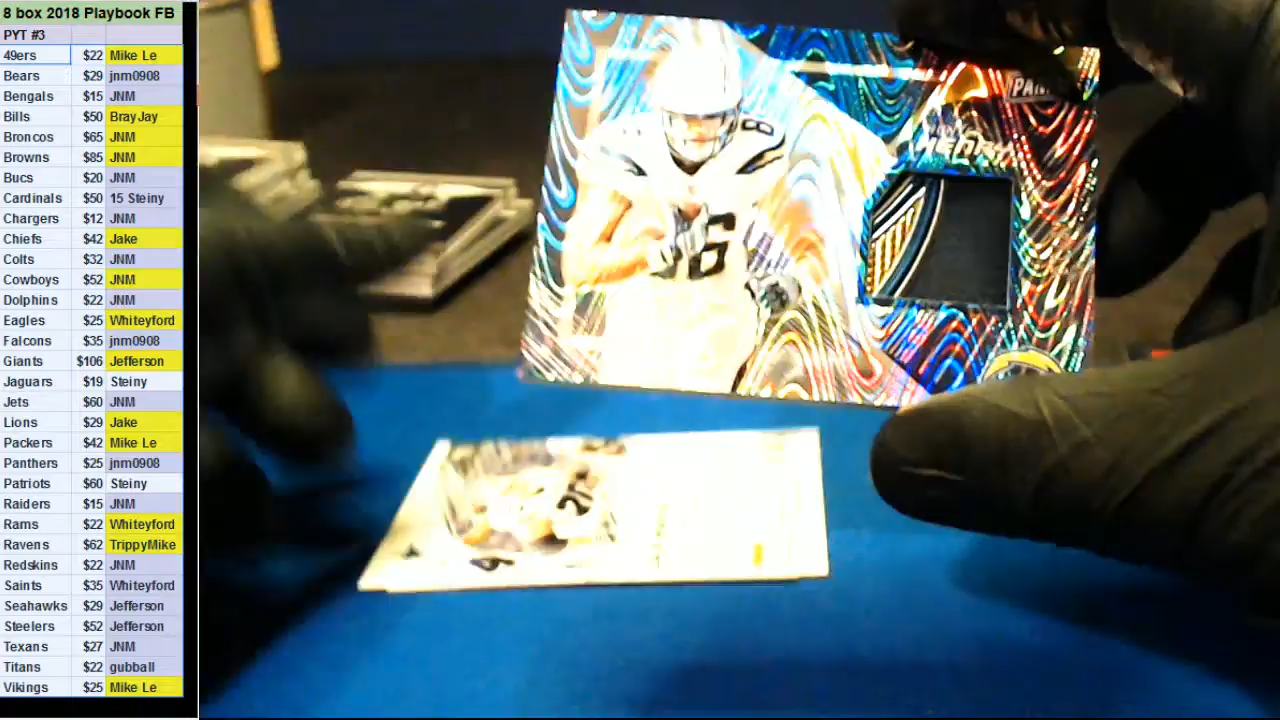 8 box 2018 Playbook FB
PYT #3
49ers $22 Mike Le
Bears $29 jnm0908
Bengals $15 JNM
Bills $50 BrayJay
Broncos $65 JNM
Browns $85 JNM
Bucs $20 JNM
Cardinals $50 15 Steiny
Chargers $12 JNM
Chiefs $42 Jake
Colts $32 JNM
Cowboys $52 JNM
Dolphins $22 JNM
Eagles $25 Whiteyford
Falcons $35 jnm0908
Giants $106 Jefferson
Jaguars $19 Steiny
Jets $60 JNM
Lions $29 Jake
Packers $42 Mike Le
Panthers $25 jnm0908
Patriots $60 Steiny
Raiders $15 JNM
Rams $22 Whiteyford
Ravens $62 TrippyMike
Redskins $22 JNM
Saints $35 Whiteyford
Seahawks $29 Jefferson
Steelers $52 Jefferson
Texans $27 JNM
Titans $22 gubball
Vikings $25 Mike Le
PAN
HENRY
8
86